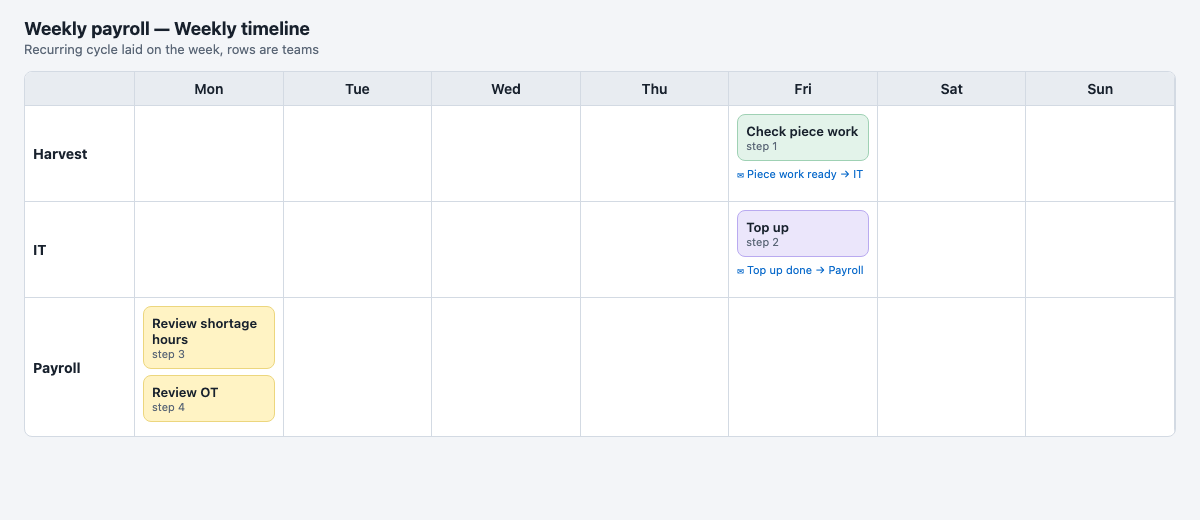 Weekly payroll — Weekly timeline
Recurring cycle laid on the week, rows are teams
Mon
Tue
Wed
Thu
Fri
Sat
Sun
Harvest
Check piece work
step 1
✉ Piece work ready → IT
IT
Top up
step 2
✉ Top up done → Payroll
Payroll
Review shortage
hours
step 3
Review OT
step 4